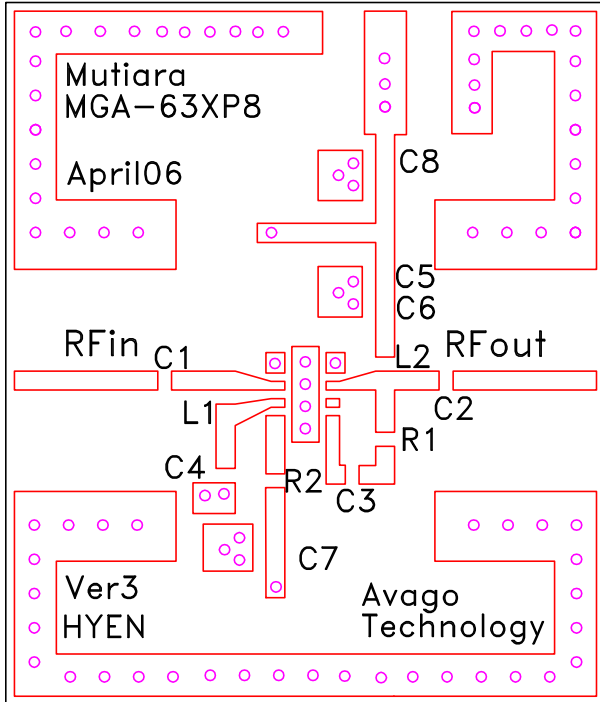 Mutiara
MGA-63XP8
April06
C8
C5
C6
RFin
C1
L2
RFout
L1
C2
R1
C4
R2
C3
C7
Ver3
HYEN
Avago
Technology